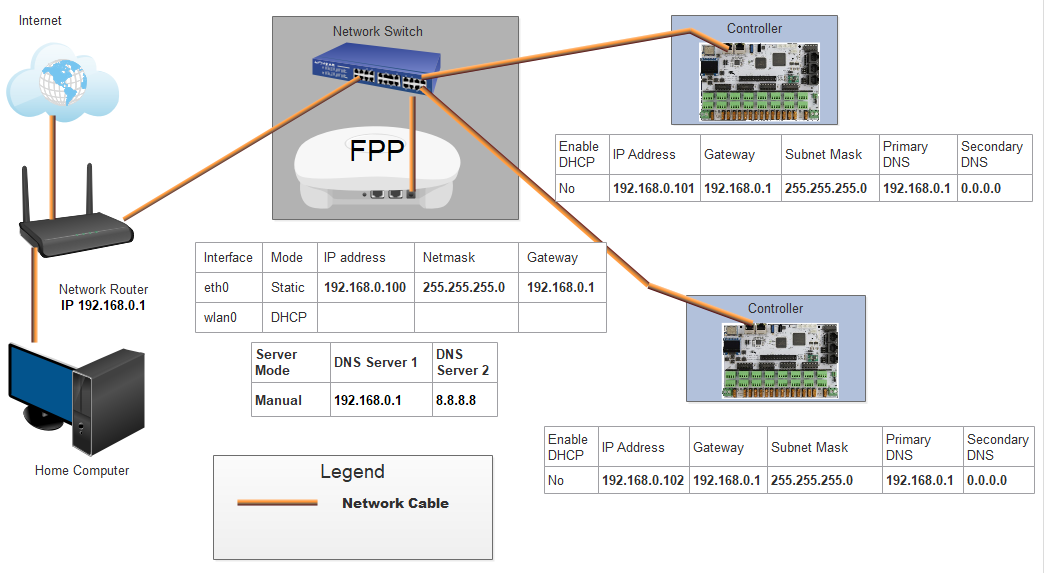 Internet
Network Switch
Controller
FPP
Enable DHCP IP Address Gateway Subnet Mask Primary DNS Secondary DNS
No 192.168.0.101 192.168.0.1 255.255.255.0 192.168.0.1 0.0.0.0
Network Router
IP 192.168.0.1
Interface Mode IP address Netmask Gateway
eth0 Static 192.168.0.100 255.255.255.0 192.168.0.1
wlan0 DHCP
Server Mode DNS Server 1 DNS Server 2
Manual 192.168.0.1 8.8.8.8
Controller
Enable DHCP IP Address Gateway Subnet Mask Primary DNS Secondary DNS
No 192.168.0.102 192.168.0.1 255.255.255.0 192.168.0.1 0.0.0.0
Home Computer
Legend
Network Cable